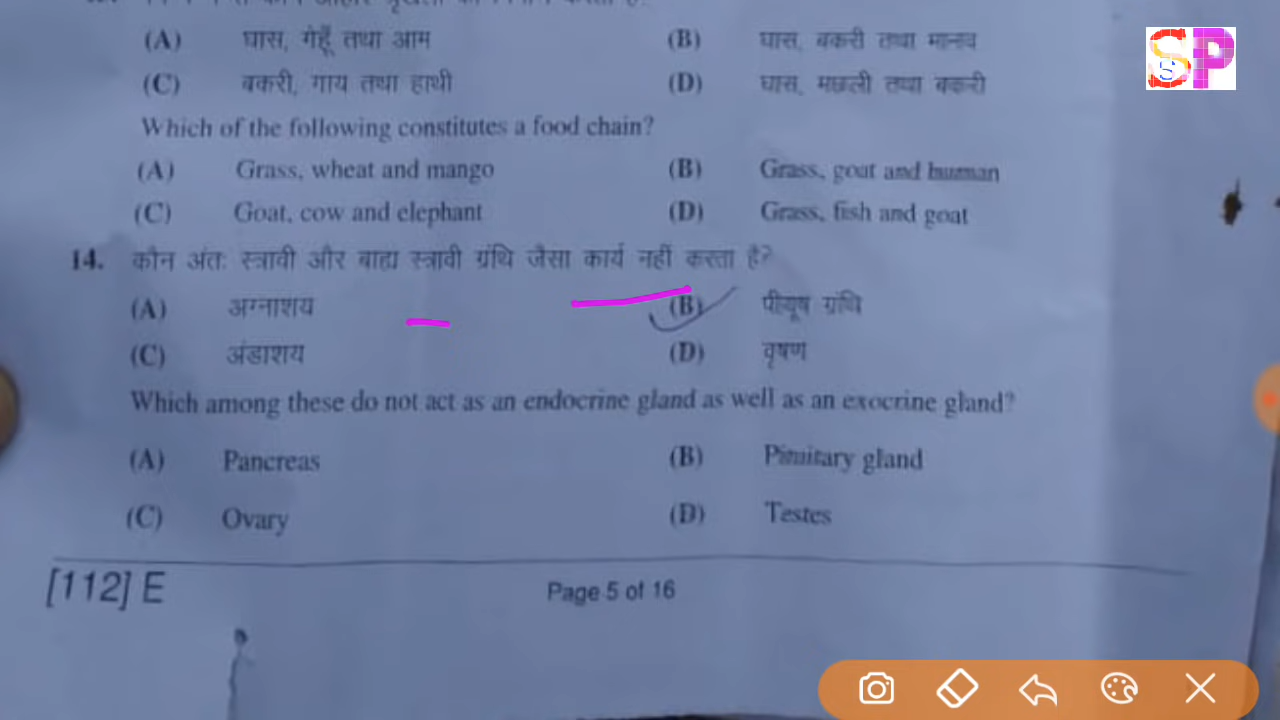 (A) घास, गेहूँ तथा आम (B) घास, बकरी तथा मानव
(C) बकरी, गाय तथा हाथी (D) घास, मछली तथा बकरी
Which of the following constitutes a food chain?
(A) Grass, wheat and mango (B) Grass, goat and human
(C) Goat, cow and elephant (D) Grass, fish and goat
14. कौन अंतः स्त्रावी और बाह्य स्त्रावी ग्रंथि जैसा कार्य नहीं करता है?
(A) अग्नाशय (B) पीयूष ग्रंथि
(C) अंडाशय (D) वृषण
Which among these do not act as an endocrine gland as well as an exocrine gland?
(A) Pancreas (B) Pituitary gland
(C) Ovary (D) Testes
[112] E Page 5 of 16
SP
S